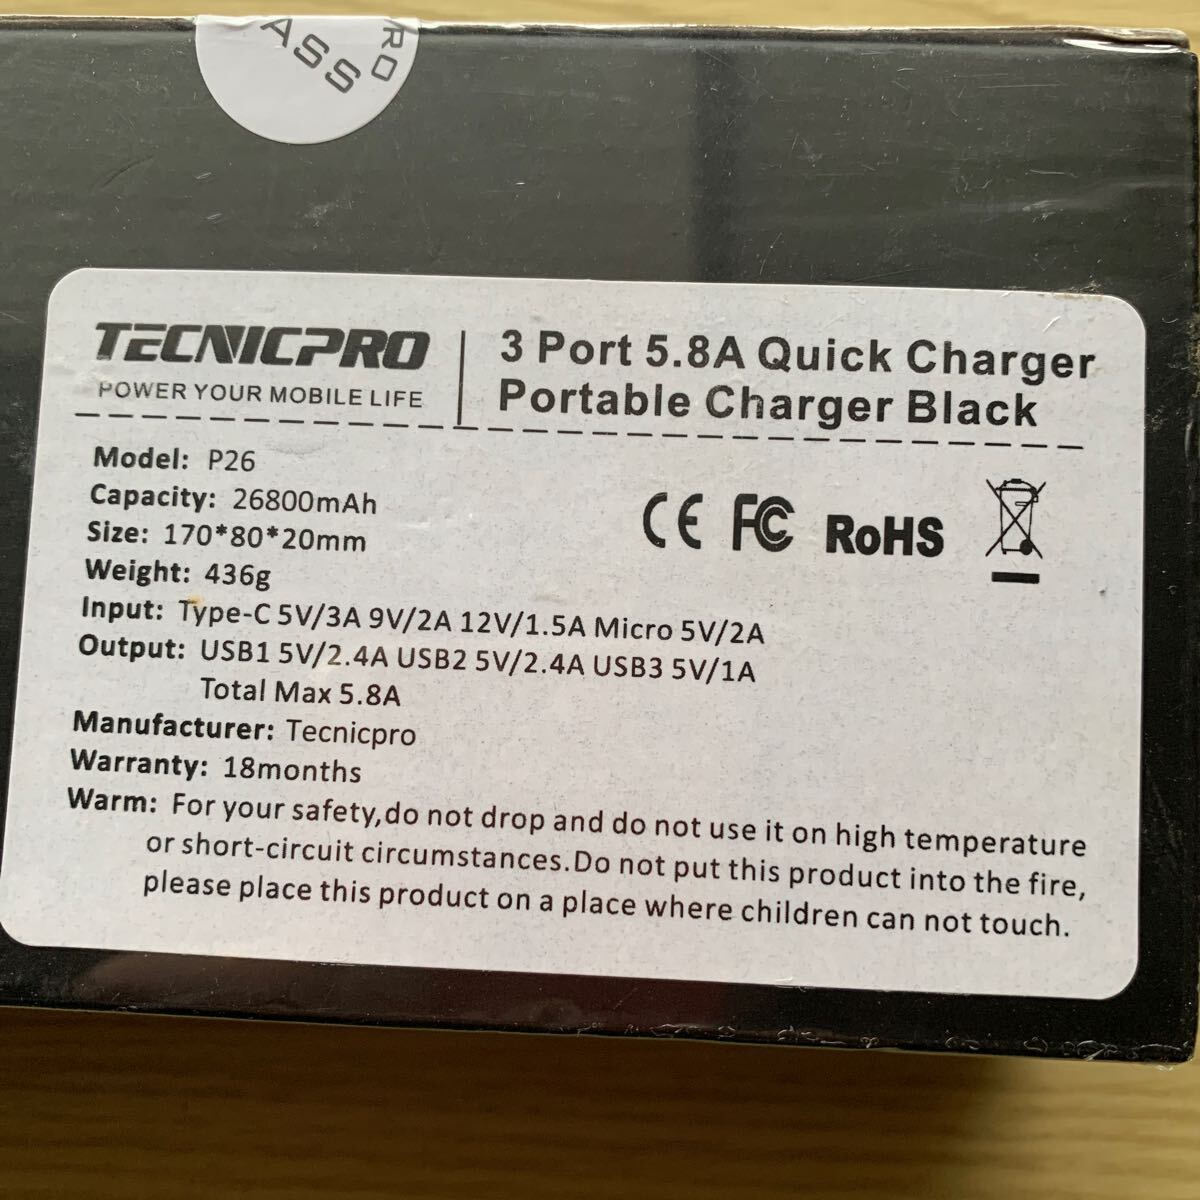 RO
ASS
TECNICPRO
POWER YOUR MOBILE LIFE
3 Port 5.8A Quick Charger
Portable Charger Black
Model: P26
Capacity: 26800mAh
Size: 170*80*20mm
Weight: 436g
Input: Type-C 5V/3A 9V/2A 12V/1.5A Micro 5V/2A
Output: USB1 5V/2.4A USB2 5V/2.4A USB3 5V/1A
Total Max 5.8A
Manufacturer: Tecnicpro
Warranty: 18months
Warm: For your safety,do not drop and do not use it on high temperature
or short-circuit circumstances.Do not put this product into the fire,
please place this product on a place where children can not touch.
CE FC RoHS